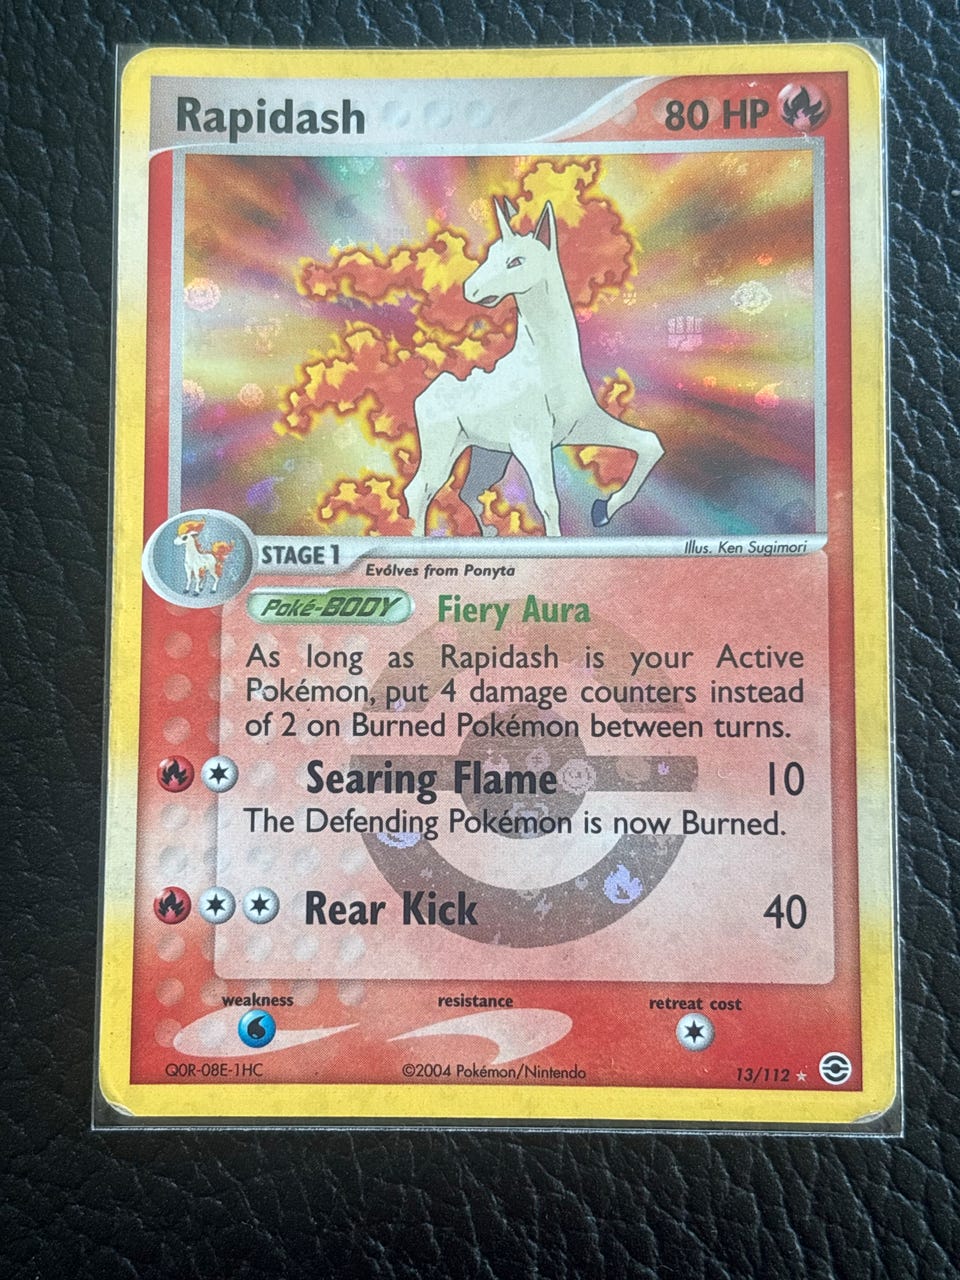 Rapidash 80 HP
Illus. Ken Sugimori
STAGE 1
Evolves from Ponyta
Poké-BODY Fiery Aura
As long as Rapidash is your Active
Pokémon, put 4 damage counters instead
of 2 on Burned Pokémon between turns.
Searing Flame 10
The Defending Pokémon is now Burned.
Rear Kick 40
weakness resistance retreat cost
Q0R-08E-1HC ©2004 Pokémon/Nintendo 13/112 ★